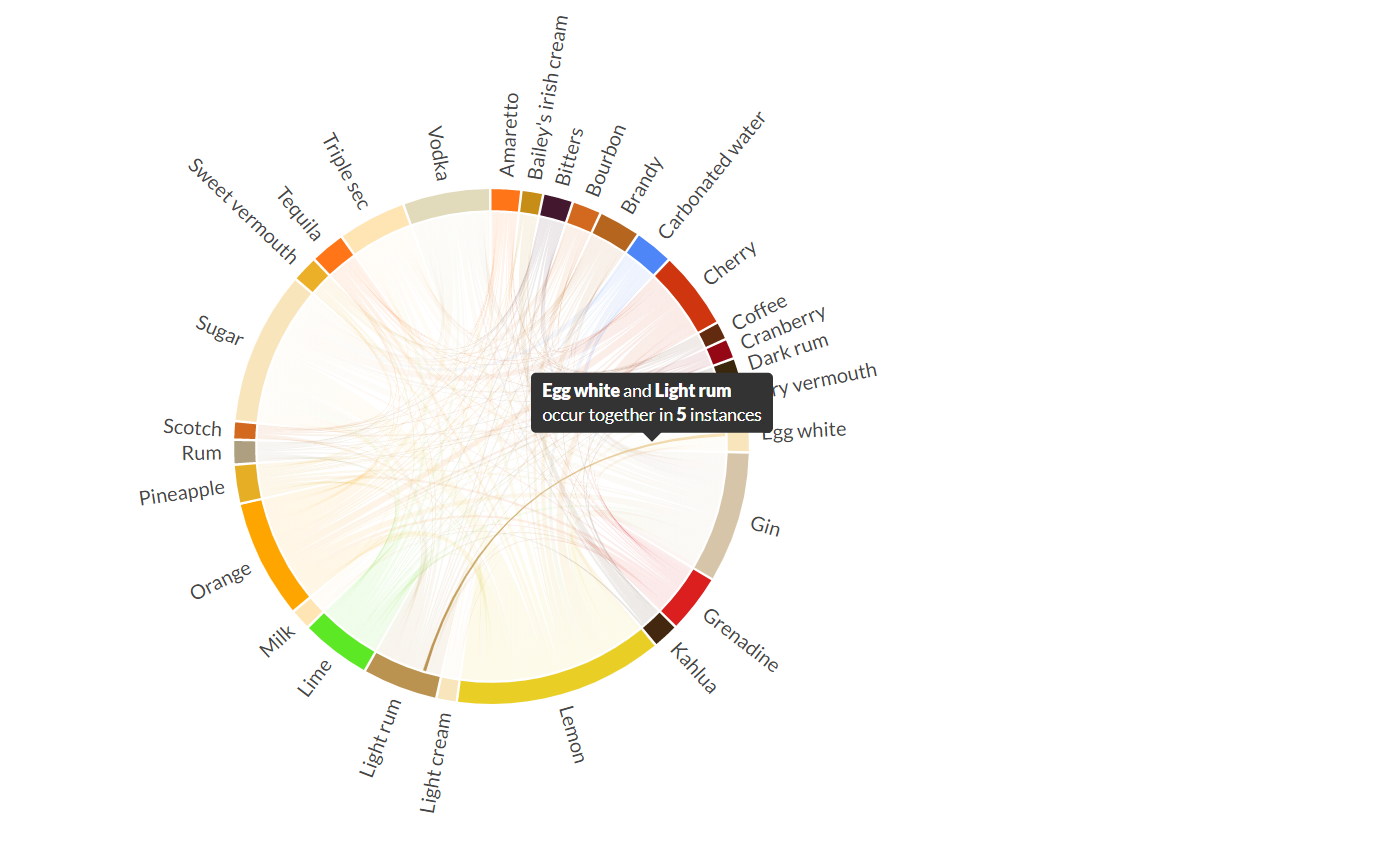 Amaretto
Bailey's irish cream
Bitters
Bourbon
Brandy
Carbonated water
Cherry
Coffee
Cranberry
Dark rum
ry vermouth
Egg white
Gin
Grenadine
Kahlua
Lemon
Light cream
Light rum
Lime
Milk
Orange
Pineapple
Rum
Scotch
Sugar
Sweet vermouth
Tequila
Triple sec
Vodka
Egg white and Light rum
occur together in 5 instances